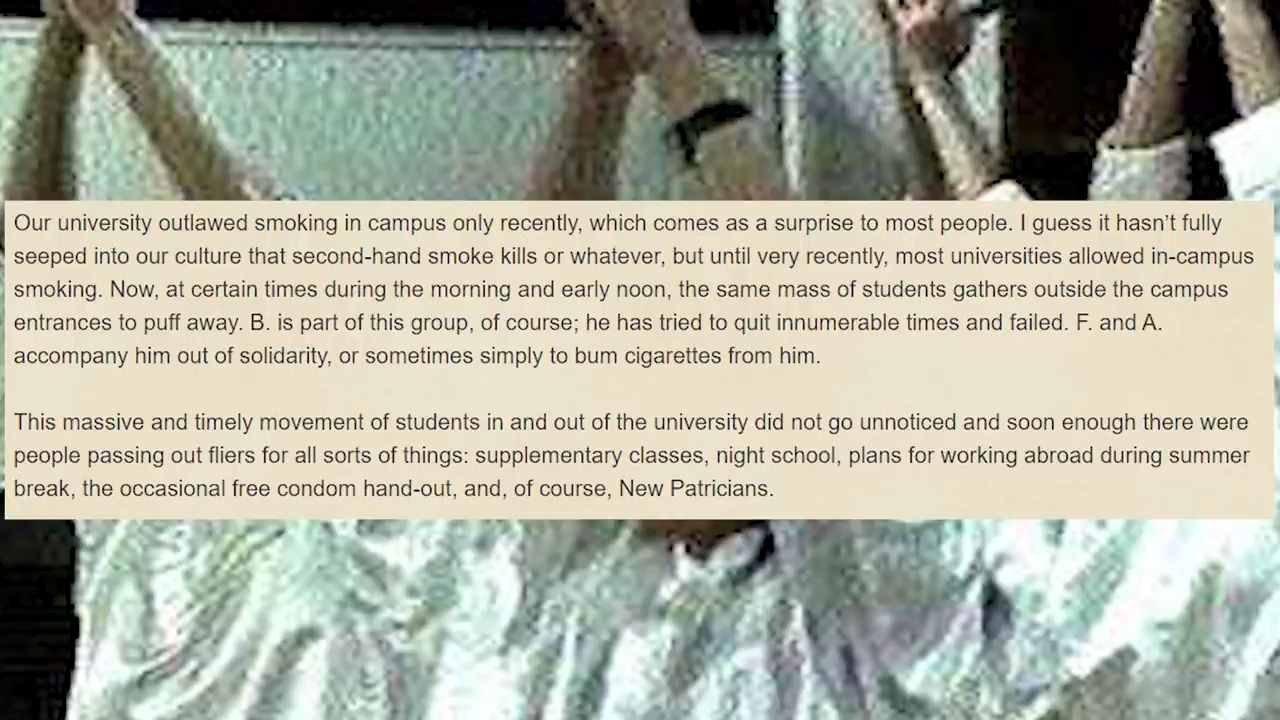 Our university outlawed smoking in campus only recently, which comes as a surprise to most people. I guess it hasn’t fully
seeped into our culture that second-hand smoke kills or whatever, but until very recently, most universities allowed in-campus
smoking. Now, at certain times during the morning and early noon, the same mass of students gathers outside the campus
entrances to puff away. B. is part of this group, of course; he has tried to quit innumerable times and failed. F. and A.
accompany him out of solidarity, or sometimes simply to bum cigarettes from him.
This massive and timely movement of students in and out of the university did not go unnoticed and soon enough there were
people passing out fliers for all sorts of things: supplementary classes, night school, plans for working abroad during summer
break, the occasional free condom hand-out, and, of course, New Patricians.